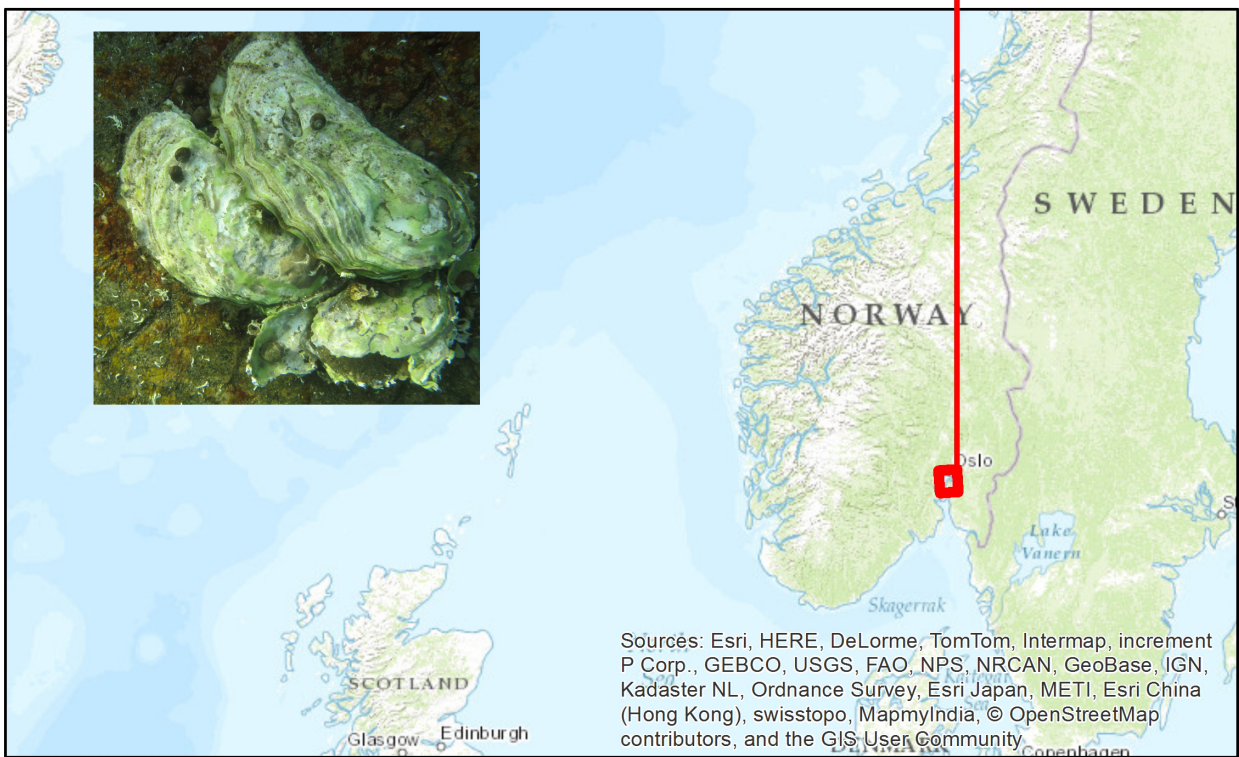 SWEDEN
NORWAY
Oslo
Lake
Vanern
Skagerrak
Sources: Esri, HERE, DeLorme, TomTom, Intermap, increment
P Corp., GEBCO, USGS, FAO, NPS, NRCAN, GeoBase, IGN,
Kadaster NL, Ordnance Survey, Esri Japan, METI, Esri China
(Hong Kong), swisstopo, MapmyIndia, © OpenStreetMap
contributors, and the GIS User Community
SCOTLAND
Edinburgh
Glasgow
DENMARK
Copenhagen